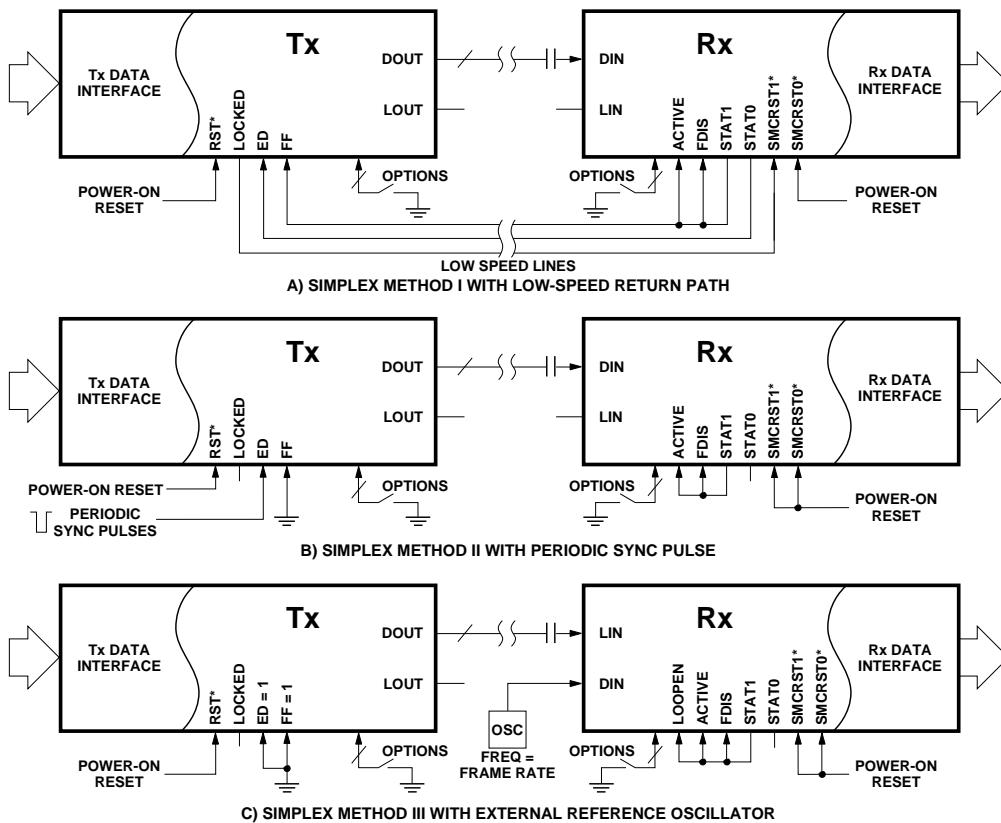 Tx
Rx
Tx DATA
INTERFACE
DOUT
LOUT
RST*
LOCKED
ED
FF
OPTIONS
POWER-ON
RESET
DIN
LIN
ACTIVE
FDIS
STAT1
STAT0
SMCRST1*
SMCRST0*
Rx DATA
INTERFACE
OPTIONS
POWER-ON
RESET
LOW SPEED LINES
A) SIMPLEX METHOD I WITH LOW-SPEED RETURN PATH
Tx
Rx
Tx DATA
INTERFACE
DOUT
LOUT
RST*
LOCKED
ED
FF
OPTIONS
POWER-ON RESET
PERIODIC
SYNC PULSES
DIN
LIN
ACTIVE
FDIS
STAT1
STAT0
SMCRST1*
SMCRST0*
Rx DATA
INTERFACE
OPTIONS
POWER-ON
RESET
B) SIMPLEX METHOD II WITH PERIODIC SYNC PULSE
Tx
Rx
Tx DATA
INTERFACE
DOUT
LOUT
RST*
LOCKED
ED = 1
FF = 1
OPTIONS
POWER-ON
RESET
OSC
FREQ =
FRAME RATE
LIN
DIN
LOOPEN
ACTIVE
FDIS
STAT1
STAT0
SMCRST1*
SMCRST0*
Rx DATA
INTERFACE
OPTIONS
POWER-ON
RESET
C) SIMPLEX METHOD III WITH EXTERNAL REFERENCE OSCILLATOR